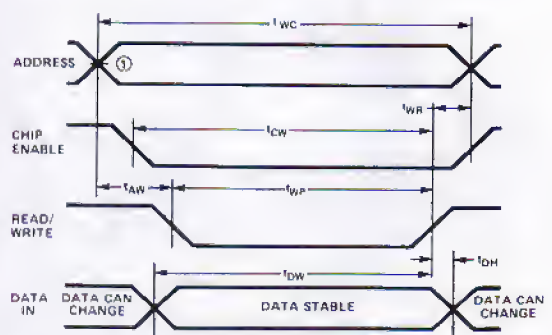 tWC
ADDRESS
①
tWR
CHIP
ENABLE
tCW
tAW
tWP
READ/
WRITE
tDH
tDW
DATA
IN
DATA CAN
CHANGE
DATA STABLE
DATA CAN
CHANGE